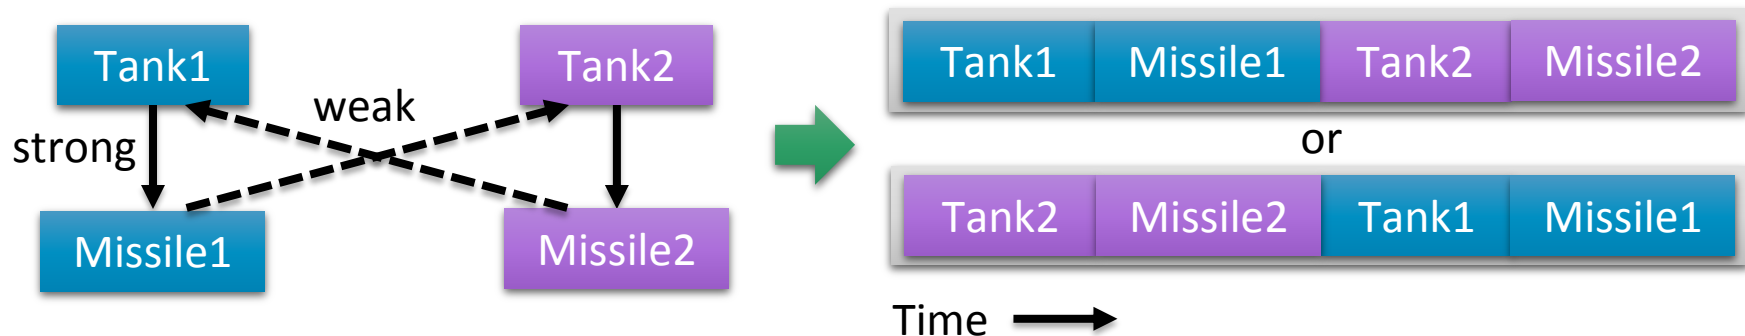 Tank1
Tank2
weak
strong
Missile1
Missile2
Tank1 Missile1 Tank2 Missile2
or
Tank2 Missile2 Tank1 Missile1
Time